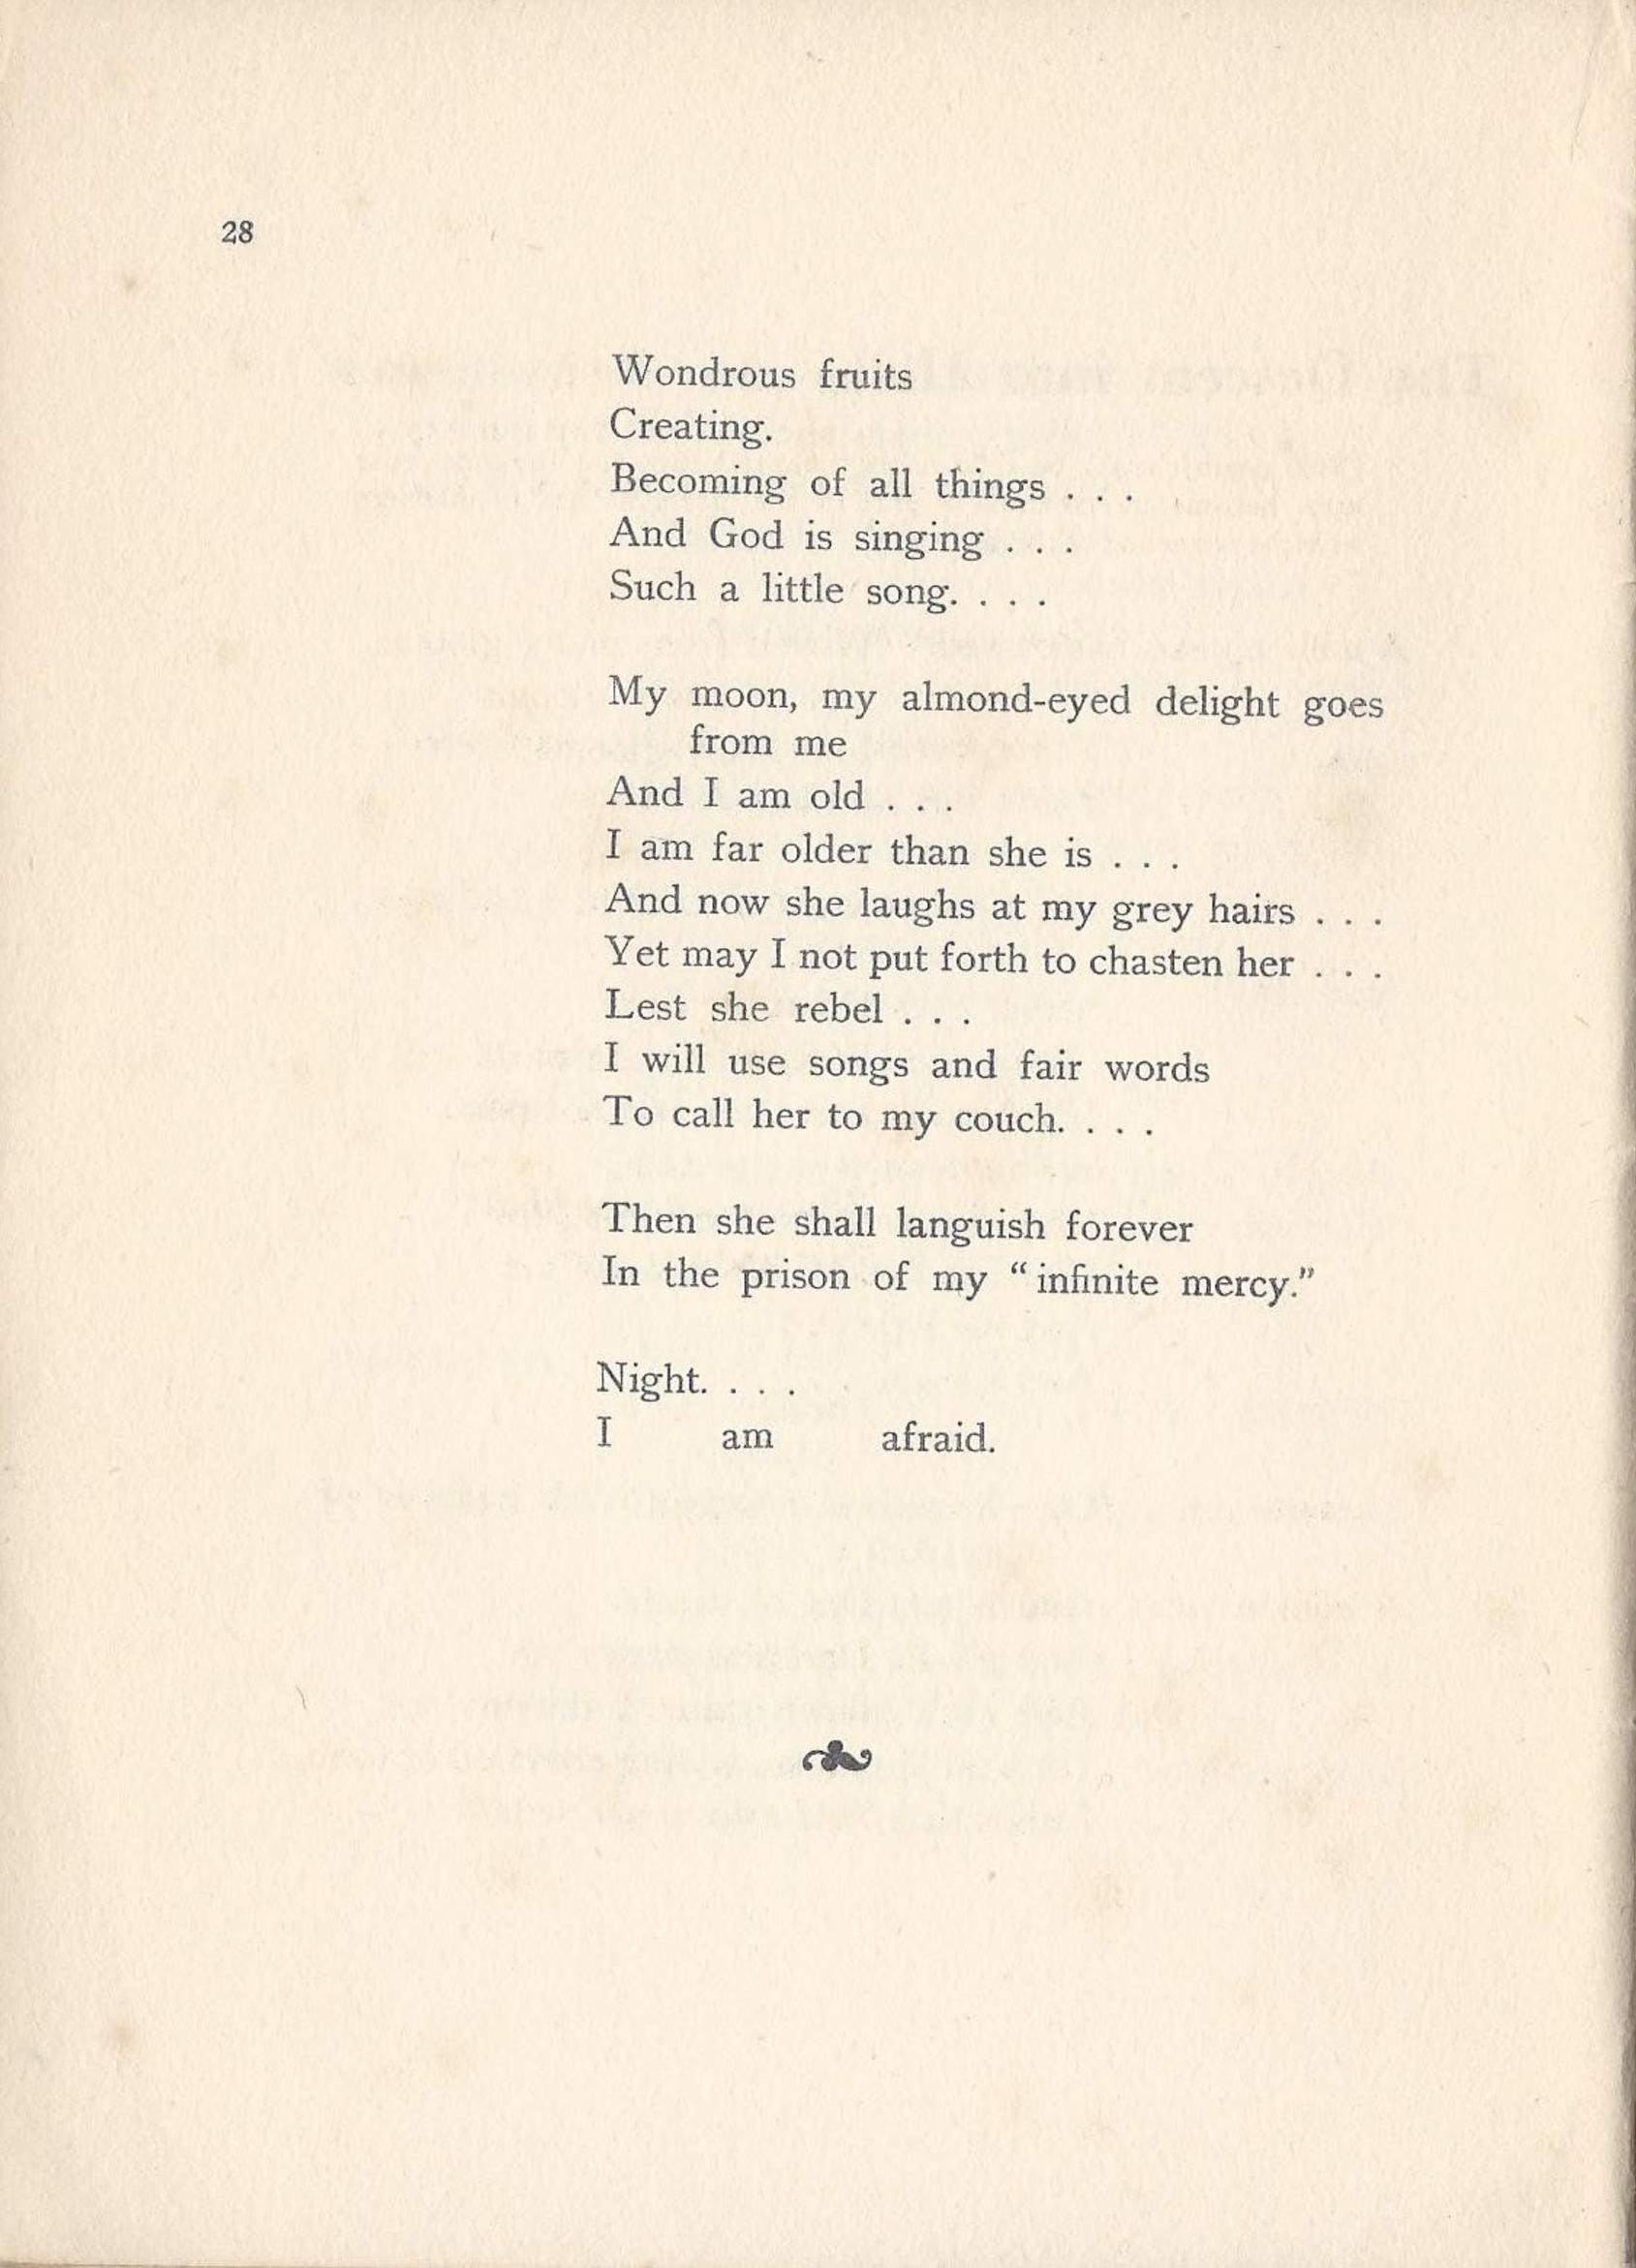 28
Wondrous fruits
Creating.
Becoming of all things . . .
And God is singing . . .
Such a little song. . . .
My moon, my almond-eyed delight goes
from me
And I am old . . .
I am far older than she is . . .
And now she laughs at my grey hairs . . .
Yet may I not put forth to chasten her . . .
Lest she rebel . . .
I will use songs and fair words
To call her to my couch. . . .
Then she shall languish forever
In the prison of my “infinite mercy.”
Night. . . .
I am afraid.